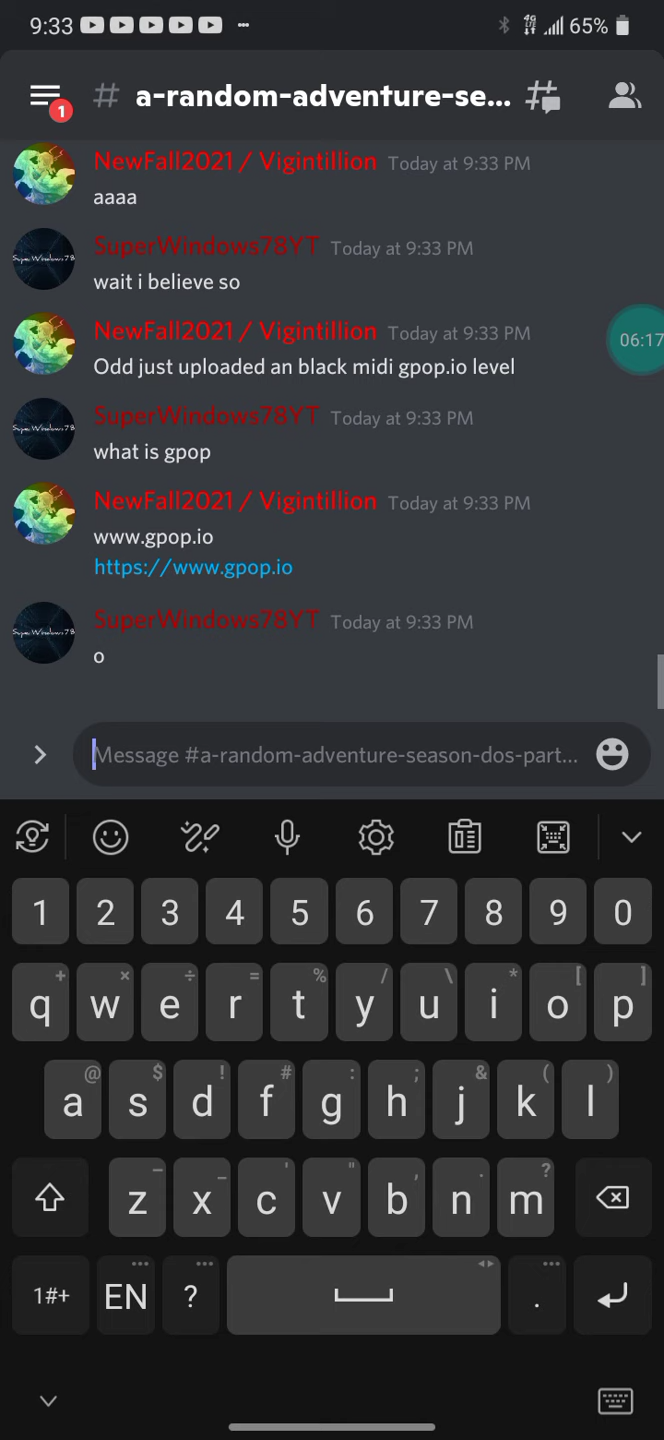 9:33
4G
65%
1
# a-random-adventure-se...
NewFall2021 / Vigintillion Today at 9:33 PM
aaaa
SuperWindows78YT Today at 9:33 PM
wait i believe so
NewFall2021 / Vigintillion Today at 9:33 PM
06:17
Odd just uploaded an black midi gpop.io level
SuperWindows78YT Today at 9:33 PM
what is gpop
NewFall2021 / Vigintillion Today at 9:33 PM
www.gpop.io
https://www.gpop.io
SuperWindows78YT Today at 9:33 PM
o
Message #a-random-adventure-season-dos-part...
1 2 3 4 5 6 7 8 9 0
+ × ÷ = % / \ * [ ]
q w e r t y u i o p
@ $ ! # : ; & ( )
a s d f g h j k l
– _ ' " , . ?
z x c v b n m
1#+ EN ? .